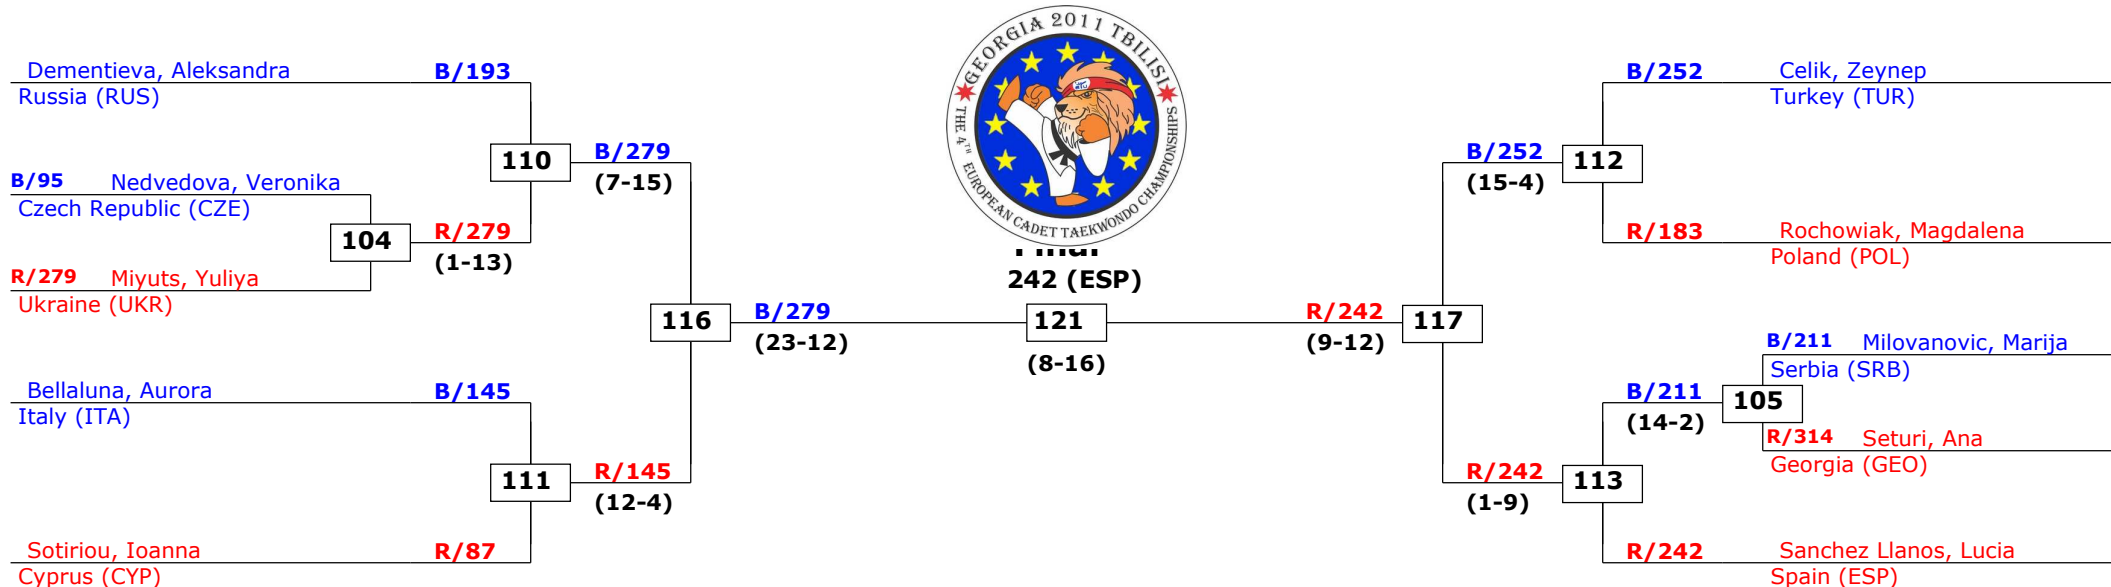 GEORGIA 2011 TBILISI
THE 4TH EUROPEAN CADET TAEKWONDO CHAMPIONSHIPS
Dementieva, Aleksandra
B/193
Russia (RUS)
110
B/279
(7-15)
B/95
Nedvedova, Veronika
Czech Republic (CZE)
104
R/279
(1-13)
R/279
Miyuts, Yuliya
Ukraine (UKR)
116
B/279
(23-12)
Bellaluna, Aurora
B/145
Italy (ITA)
111
R/145
(12-4)
Sotiriou, Ioanna
R/87
Cyprus (CYP)
Final
242 (ESP)
121
(8-16)
B/252
Celik, Zeynep
Turkey (TUR)
B/252
112
(15-4)
R/183
Rochowiak, Magdalena
Poland (POL)
R/242
117
(9-12)
B/211
Milovanovic, Marija
Serbia (SRB)
B/211
105
(14-2)
R/314
Seturi, Ana
Georgia (GEO)
R/242
113
(1-9)
R/242
Sanchez Llanos, Lucia
Spain (ESP)